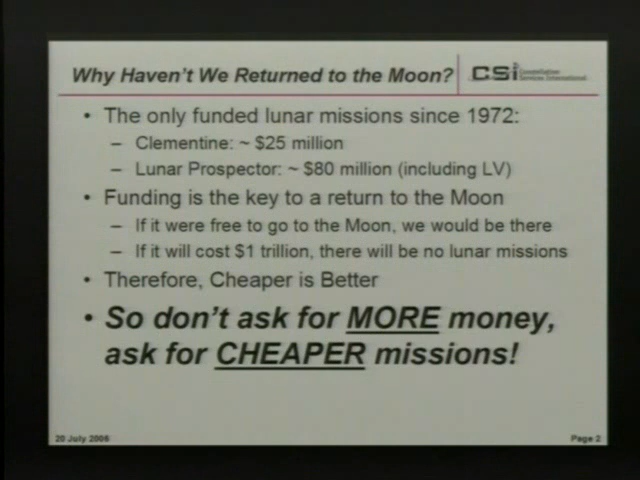 Why Haven't We Returned to the Moon?
CSI Constellation
Services International
• The only funded lunar missions since 1972:
– Clementine: ~ $25 million
– Lunar Prospector: ~ $80 million (including LV)
• Funding is the key to a return to the Moon
– If it were free to go to the Moon, we would be there
– If it will cost $1 trillion, there will be no lunar missions
• Therefore, Cheaper is Better
• So don't ask for MORE money,
ask for CHEAPER missions!
20 July 2006
Page 2